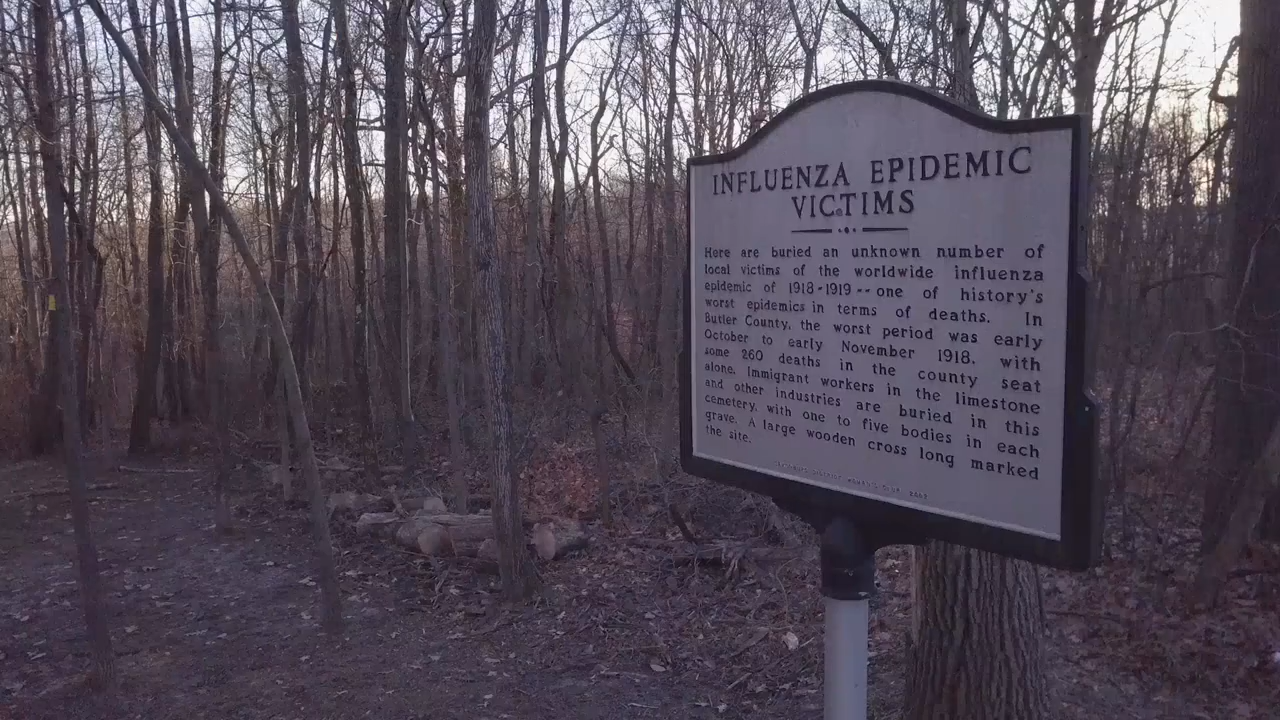 INFLUENZA EPIDEMIC
VICTIMS
Here are buried an unknown number of
local victims of the worldwide influenza
epidemic of 1918-1919--one of history's
worst epidemics in terms of deaths. In
Butler County, the worst period was early
October to early November 1918, with
some 260 deaths in the county seat
alone. Immigrant workers in the limestone
and other industries are buried in this
cemetery, with one to five bodies in each
grave. A large wooden cross long marked
the site.